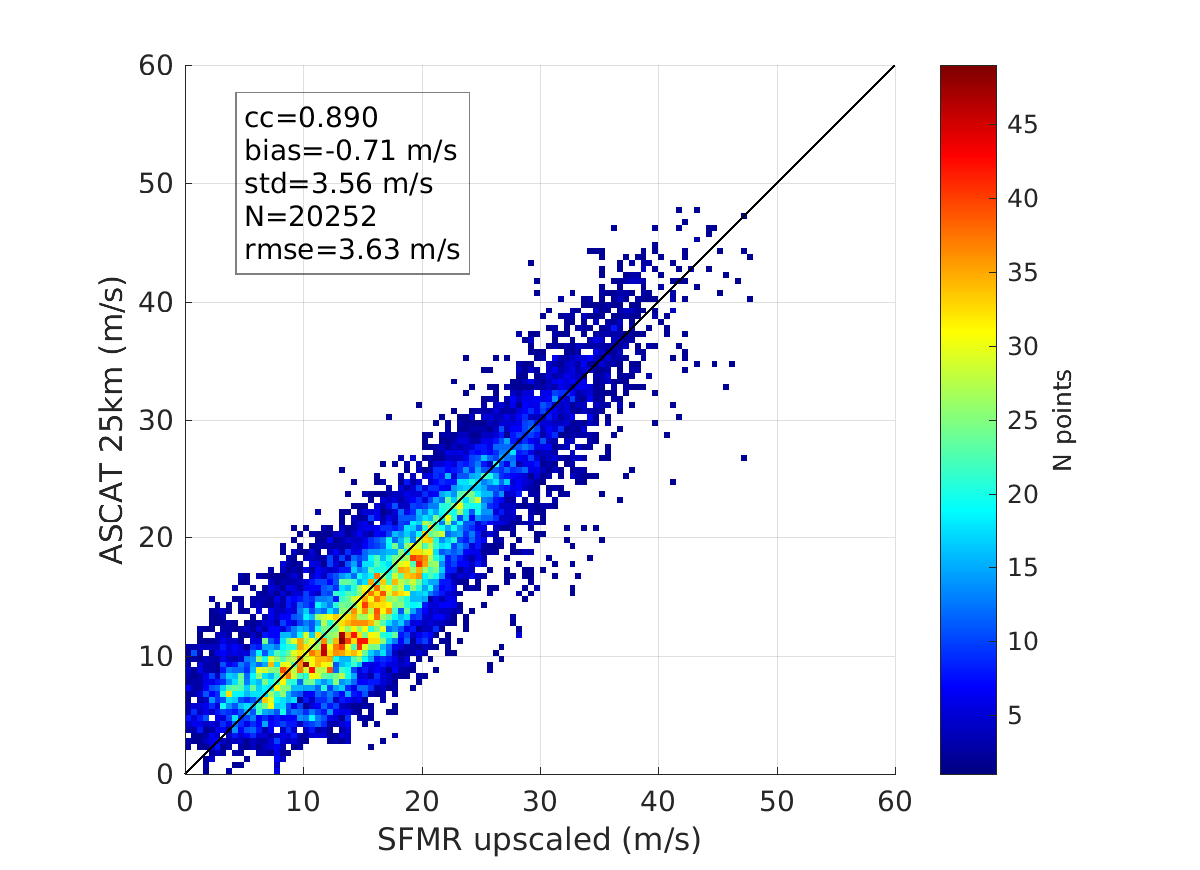 cc=0.890
bias=-0.71 m/s
std=3.56 m/s
N=20252
rmse=3.63 m/s
60
50
40
30
20
10
0
ASCAT 25km (m/s)
0 10 20 30 40 50 60
SFMR upscaled (m/s)
45
40
35
30
25
20
15
10
5
N points